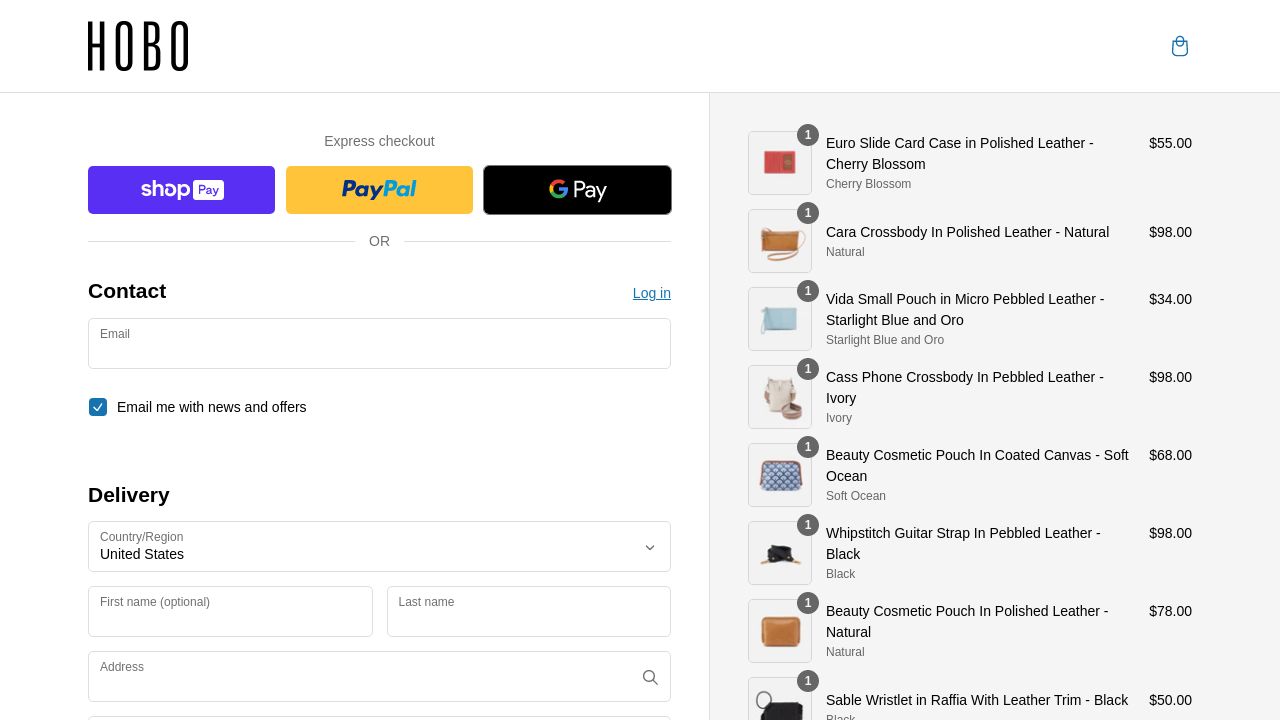 HOBO
Express checkout
shop Pay
PayPal
G Pay
OR
Contact
Log in
Email
Email me with news and offers
Delivery
Country/Region
United States
First name (optional)
Last name
Address
1
Euro Slide Card Case in Polished Leather -
Cherry Blossom
Cherry Blossom
$55.00
1
Cara Crossbody In Polished Leather - Natural
Natural
$98.00
1
Vida Small Pouch in Micro Pebbled Leather -
Starlight Blue and Oro
Starlight Blue and Oro
$34.00
1
Cass Phone Crossbody In Pebbled Leather -
Ivory
Ivory
$98.00
1
Beauty Cosmetic Pouch In Coated Canvas - Soft
Ocean
Soft Ocean
$68.00
1
Whipstitch Guitar Strap In Pebbled Leather -
Black
Black
$98.00
1
Beauty Cosmetic Pouch In Polished Leather -
Natural
Natural
$78.00
1
Sable Wristlet in Raffia With Leather Trim - Black
Black
$50.00